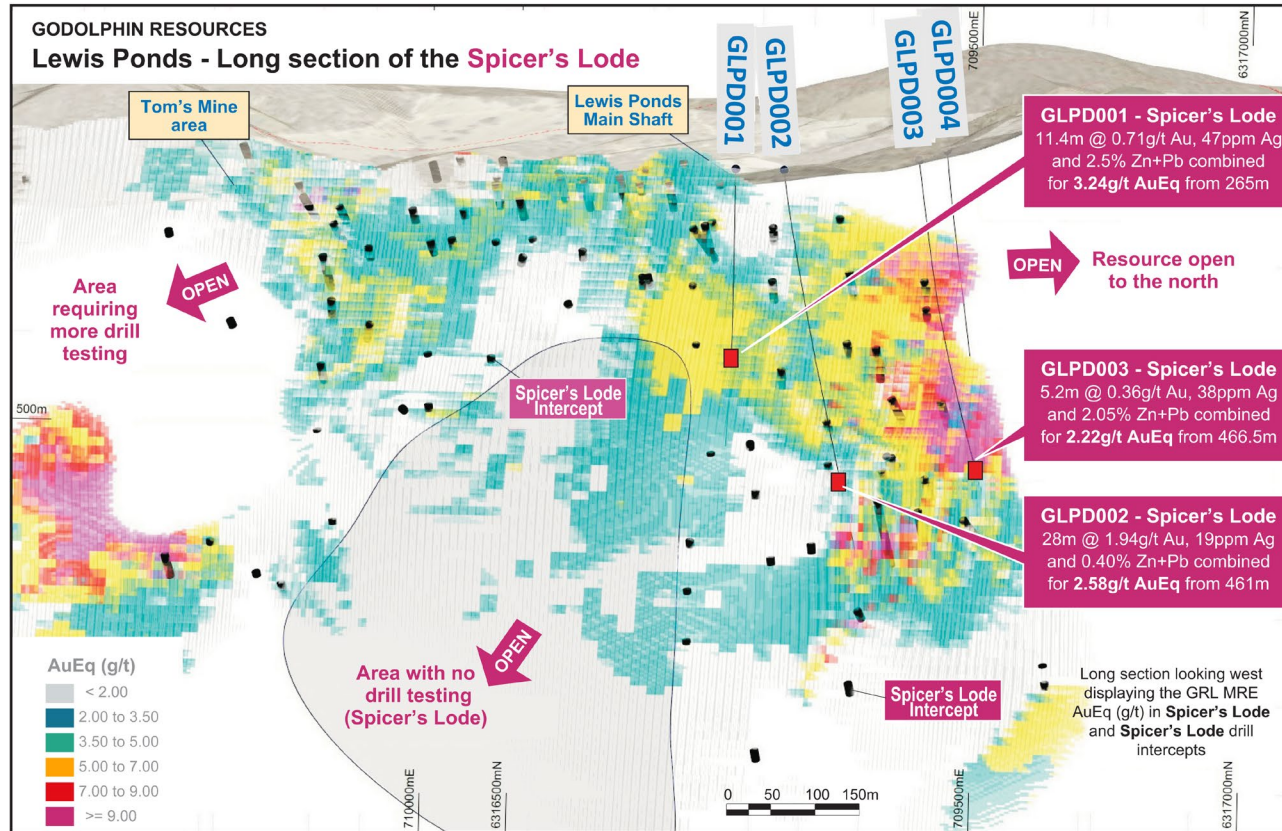 GODOLPHIN RESOURCES
Lewis Ponds - Long section of the Spicer's Lode
Tom's Mine
area
Lewis Ponds
Main Shaft
GLPD001
GLPD002
GLPD003
GLPD004
709500mE
6317000mN
GLPD001 - Spicer's Lode
11.4m @ 0.71g/t Au, 47ppm Ag
and 2.5% Zn+Pb combined
for 3.24g/t AuEq from 265m
OPEN
Area
requiring
more drill
testing
OPEN
Resource open
to the north
Spicer's Lode
Intercept
500m
GLPD003 - Spicer's Lode
5.2m @ 0.36g/t Au, 38ppm Ag
and 2.05% Zn+Pb combined
for 2.22g/t AuEq from 466.5m
GLPD002 - Spicer's Lode
28m @ 1.94g/t Au, 19ppm Ag
and 0.40% Zn+Pb combined
for 2.58g/t AuEq from 461m
OPEN
Area with no
drill testing
(Spicer's Lode)
Spicer's Lode
Intercept
Long section looking west
displaying the GRL MRE
AuEq (g/t) in Spicer's Lode
and Spicer's Lode drill
intercepts
AuEq (g/t)
< 2.00
2.00 to 3.50
3.50 to 5.00
5.00 to 7.00
7.00 to 9.00
>= 9.00
710000mE
6316500mN
0 50 100 150m
709500mE
6317000mN